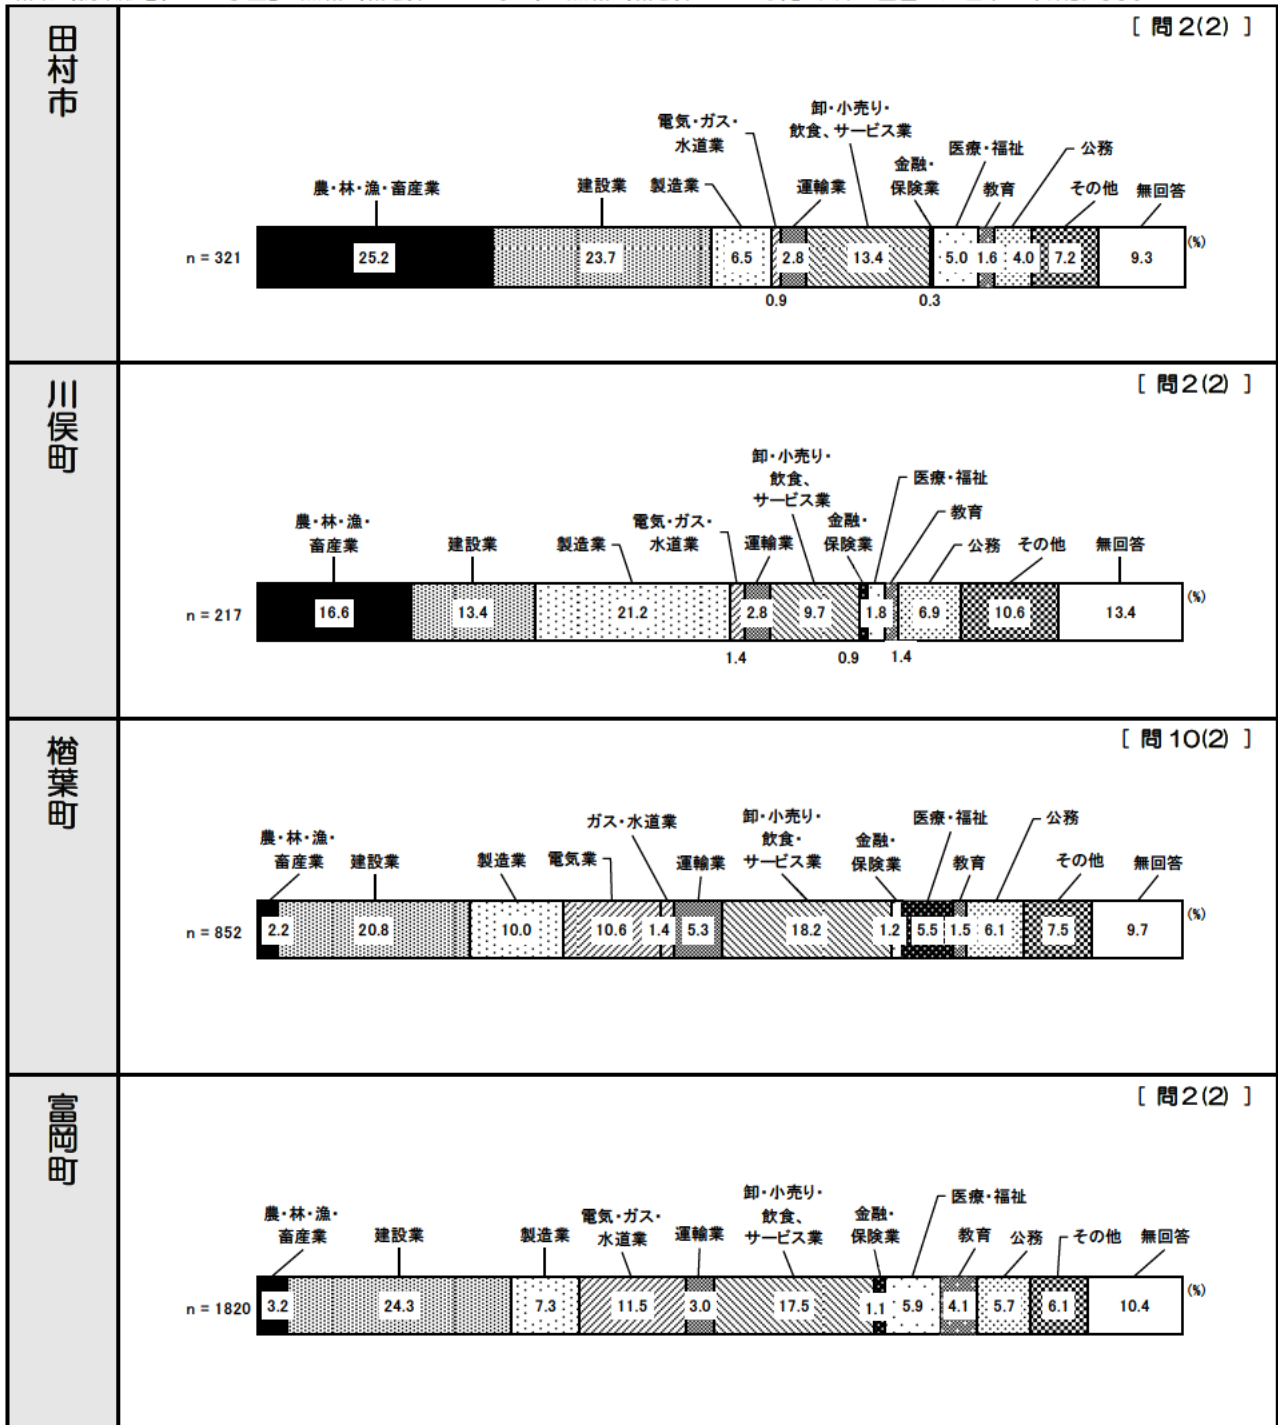 田村市
[ 問2(2) ]
卸・小売り・
飲食、サービス業
電気・ガス・
水道業
金融・
保険業
医療・福祉
公務
農・林・漁・畜産業
建設業
製造業
運輸業
教育
その他
無回答
n = 321
25.2
23.7
6.5
2.8
13.4
5.0
1.6
4.0
7.2
9.3
(%)
0.9
0.3
川俣町
[ 問2(2) ]
卸・小売り・
飲食、
サービス業
医療・福祉
農・林・漁・
畜産業
建設業
製造業
電気・ガス・
水道業
運輸業
金融・
保険業
教育
公務
その他
無回答
n = 217
16.6
13.4
21.2
2.8
9.7
1.8
6.9
10.6
13.4
(%)
1.4
0.9
1.4
楢葉町
[ 問10(2) ]
農・林・漁・
畜産業
建設業
製造業
電気業
ガス・水道業
運輸業
卸・小売り・
飲食・
サービス業
金融・
保険業
医療・福祉
教育
公務
その他
無回答
n = 852
2.2
20.8
10.0
10.6
1.4
5.3
18.2
1.2
5.5
1.5
6.1
7.5
9.7
(%)
富岡町
[ 問2(2) ]
農・林・漁・
畜産業
建設業
製造業
電気・ガス・
水道業
運輸業
卸・小売り・
飲食、
サービス業
金融・
保険業
医療・福祉
教育
公務
その他
無回答
n = 1820
3.2
24.3
7.3
11.5
3.0
17.5
1.1
5.9
4.1
5.7
6.1
10.4
(%)